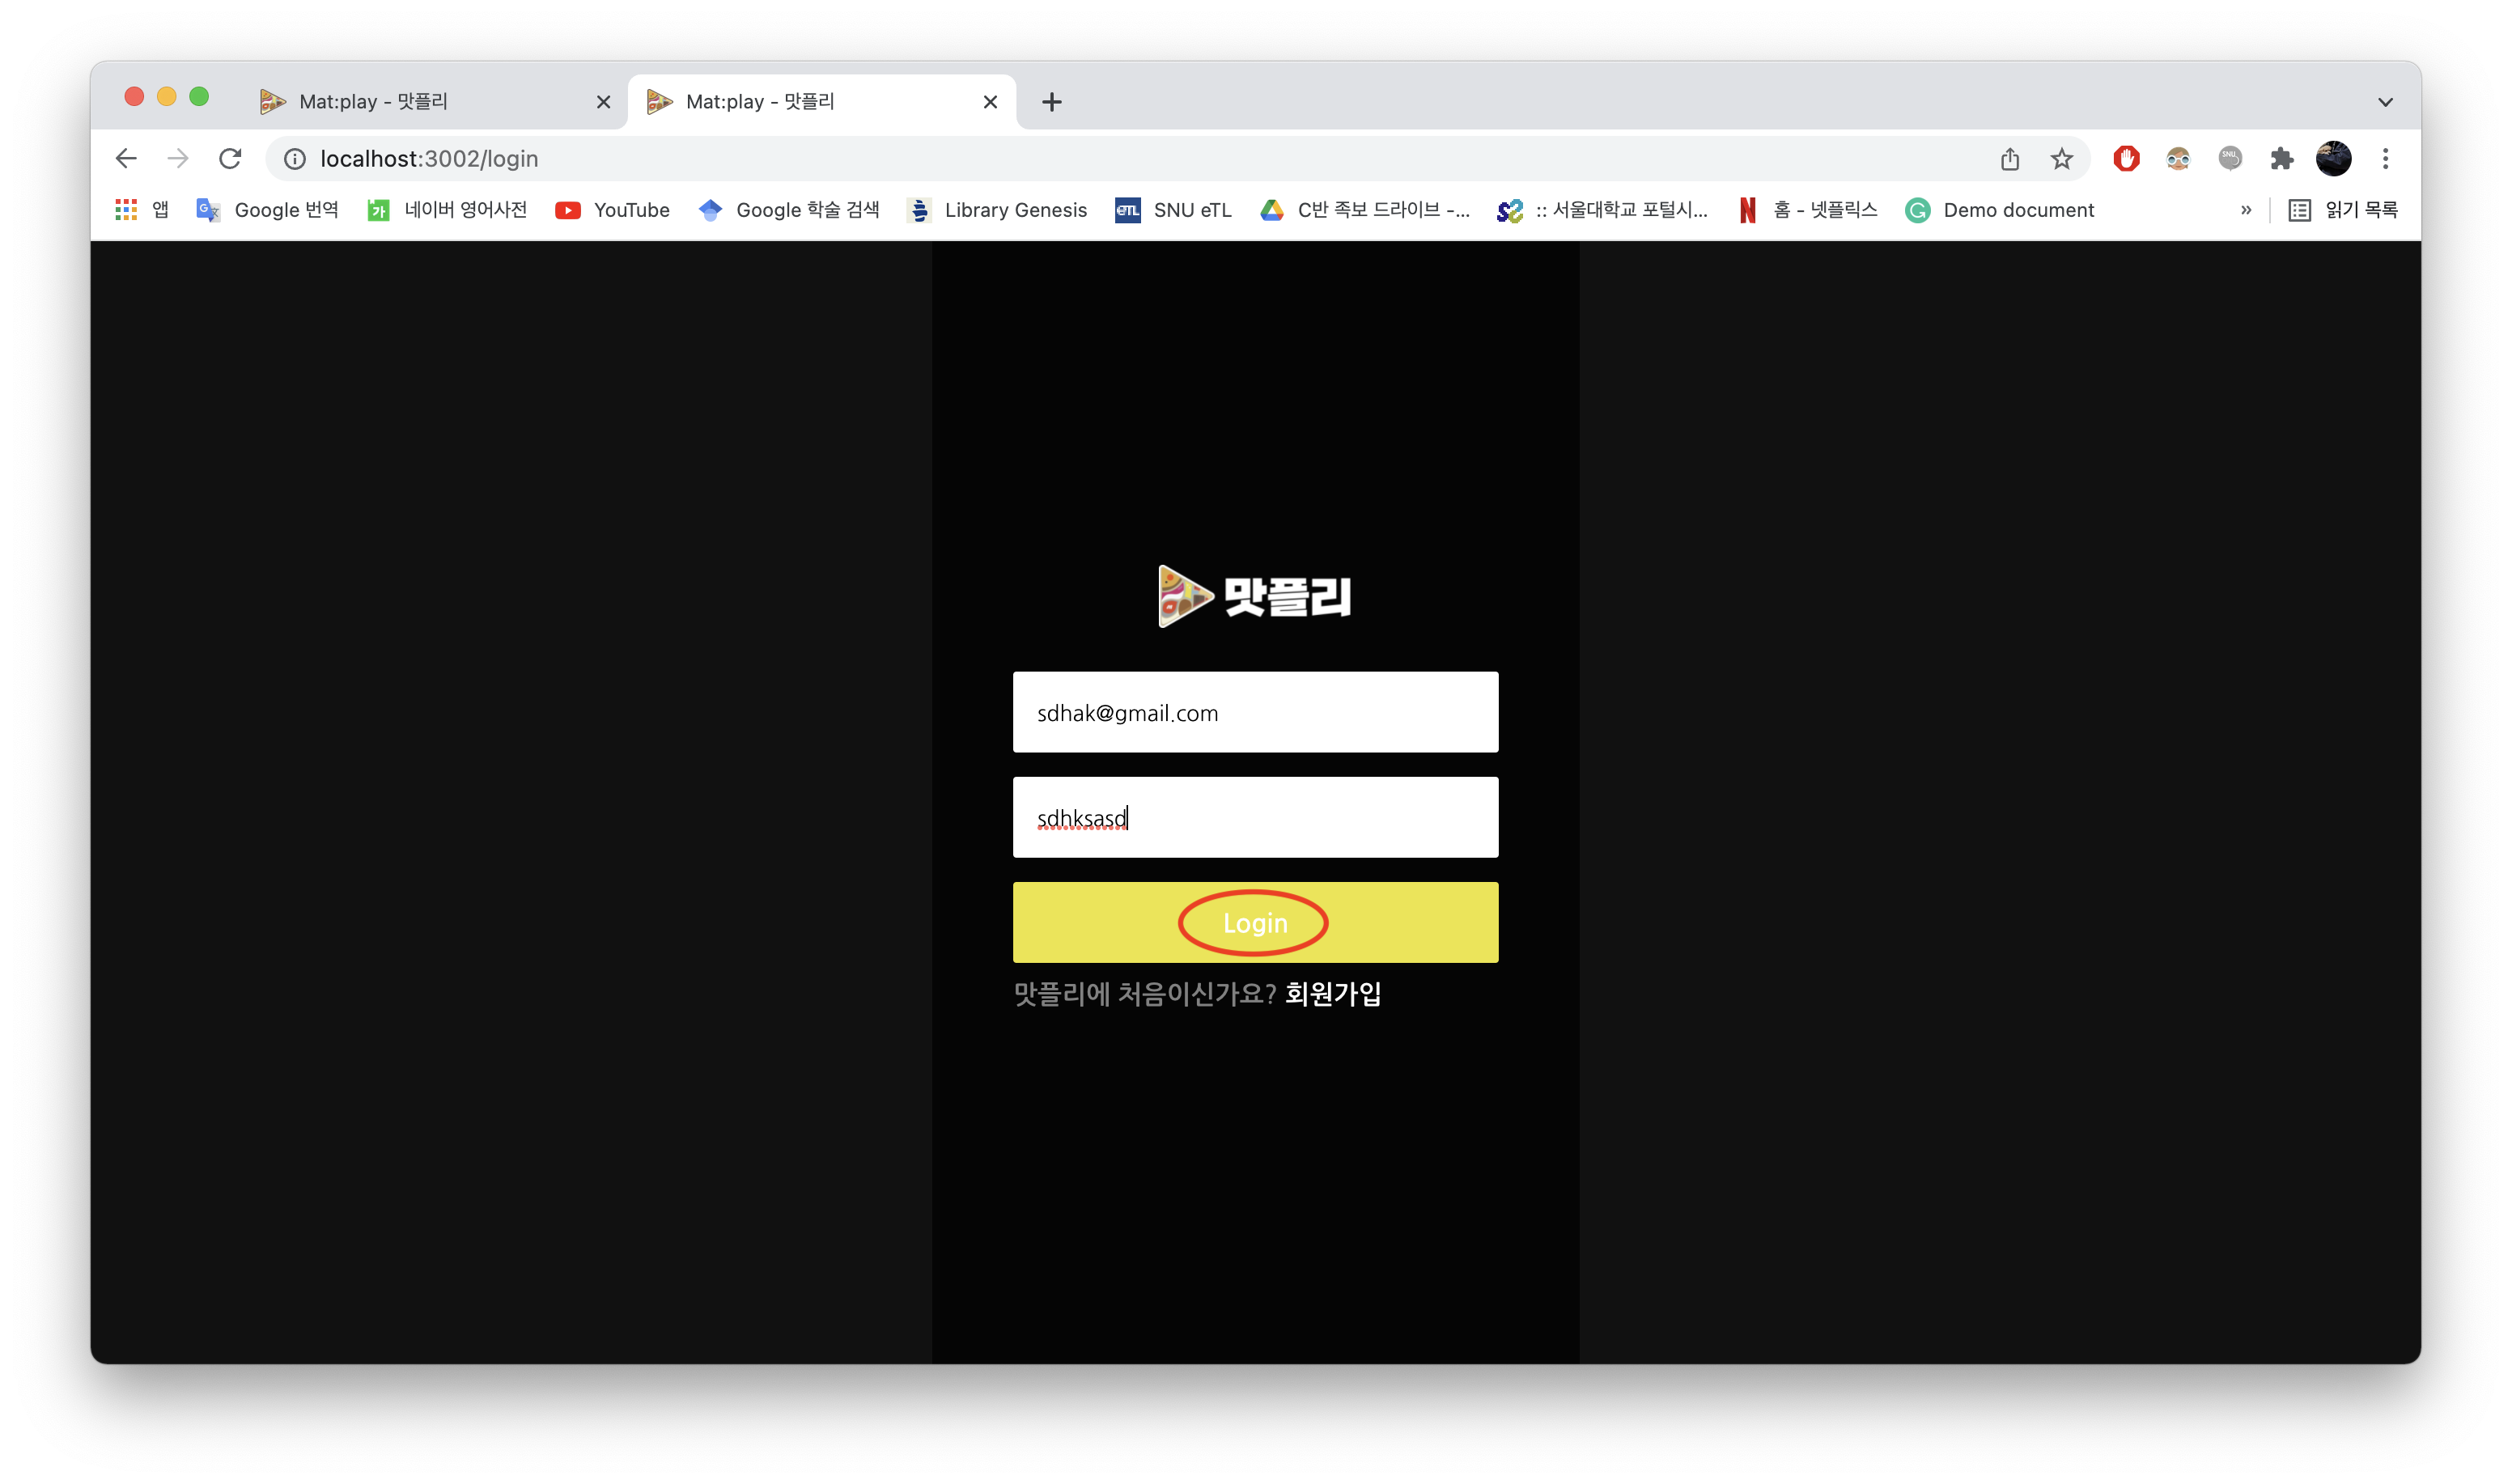 Mat:play - 맛플리
Mat:play - 맛플리
localhost:3002/login
앱 Google 번역 네이버 영어사전 YouTube Google 학술 검색 Library Genesis eTL SNU eTL C반 족보 드라이브 -... :: 서울대학교 포털시... 홈 - 넷플릭스 Demo document » 읽기 목록
맛플리
sdhak@gmail.com
sdhksasd
Login
맛플리에 처음이신가요? 회원가입